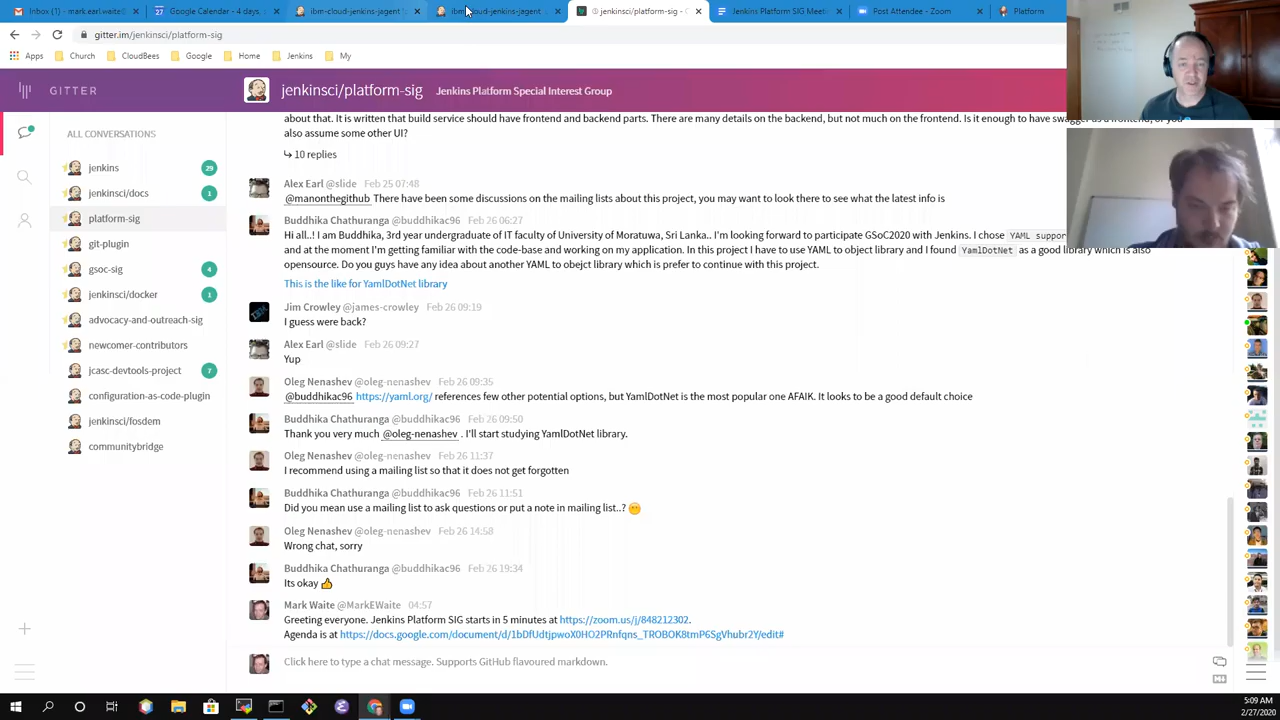 mail - 4 days
2277 Google Calendar - W
ibm-cloud/jenkins-jagent
ibm-cloud-jenkins-jagent
① jenkinsci/platform-sig
Jenkins Platform SIG Meeti
Past Zoom - Zoom
Platform
gitter.im/jenkinsci/platform-sig
Apps
Church
CloudBees
Google
Home
Jenkins
My
GITTER
jenkinsci/platform-sig
Jenkins Platform Special Interest Group
ALL CONVERSATIONS
jenkins
29
jenkinsci/docs
1
platform-sig
git-plugin
gsoc-sig
4
jenkinsci/docker
1
advocacy-and-outreach-sig
newcomer-contributors
jcasc-devtools-project
7
configuration-as-code-plugin
jenkinsci/fosdem
communitybridge
about that. It is written that build service should have frontend and backend parts. There are many details on the backend, but not much on the frontend. Is it enough to have swagger as a frontend, or you
also assume some other UI?
10 replies
Alex Earl @slide Feb 25 07:48
@manonthegithub There have been some discussions on the mailing lists about this project, you may want to look there to see what the latest info is
Buddhika Chathuranga @buddhikac96 Feb 26 06:27
Hi all..! I am Buddhika, 3rd year undergraduate of IT faculty of University of Moratuwa, Sri Lanka.. I'm looking forward to participate GSoC2020 with Jenkins. I chose YAML suppor
and at the moment I'm getting familiar with the code-base and working on my application. In this project I have to use YAML to object library and I found YamlDotNet as a good library which is also
opensource. Do you guys have any idea about another YAML to obejct library which is prefer to continue with this project.
This is the like for YamlDotNet library
Jim Crowley @james-crowley Feb 26 09:19
I guess were back?
Alex Earl @slide Feb 26 09:27
Yup
Oleg Nenashev @oleg-nenashev Feb 26 09:35
@buddhikac96 https://yaml.org/ references few other potential options, but YamlDotNet is the most popular one AFAIK. It looks to be a good default choice
Buddhika Chathuranga @buddhikac96 Feb 26 09:50
Thank you very much @oleg-nenashev . I'll start studying YamlDotNet library.
Oleg Nenashev @oleg-nenashev Feb 26 11:37
I recommend using a mailing list so that it does not get forgotten
Buddhika Chathuranga @buddhikac96 Feb 26 11:51
Did you mean use a mailing list to ask questions or put a note in mailing list..?
Oleg Nenashev @oleg-nenashev Feb 26 14:58
Wrong chat, sorry
Buddhika Chathuranga @buddhikac96 Feb 26 19:34
Its okay
Mark Waite @MarkEWaite 04:57
Greeting everyone. Jenkins Platform SIG starts in 5 minutes at https://zoom.us/j/848212302.
Agenda is at https://docs.google.com/document/d/1bDfUdtjpwoX0HO2PRnfqns_TROBOK8tmP6SgVhubr2Y/edit#
Click here to type a chat message. Supports GitHub flavoured markdown.
5:09 AM
2/27/2020